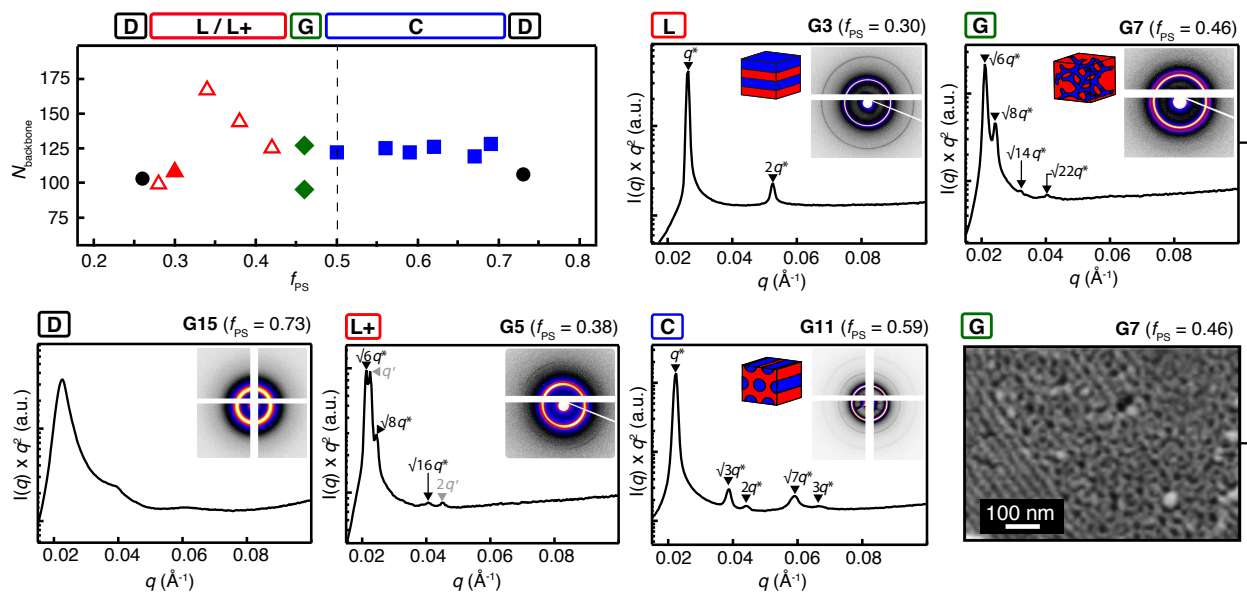 D L / L+ G C D
175
150
125
100
75
N_backbone
0.2 0.3 0.4 0.5 0.6 0.7 0.8
f_PS
L G3 (f_PS = 0.30)
q*
2q*
I(q) x q² (a.u.)
0.02 0.04 0.06 0.08
q (Å⁻¹)
G G7 (f_PS = 0.46)
√6q*
√8q*
√14q*
√22q*
I(q) x q² (a.u.)
0.02 0.04 0.06 0.08
q (Å⁻¹)
D G15 (f_PS = 0.73)
I(q) x q² (a.u.)
0.02 0.04 0.06 0.08
q (Å⁻¹)
L+ G5 (f_PS = 0.38)
√6q*
q′
√8q*
√16q*
2q′
I(q) x q² (a.u.)
0.02 0.04 0.06 0.08
q (Å⁻¹)
C G11 (f_PS = 0.59)
q*
√3q*
2q*
√7q*
3q*
I(q) x q² (a.u.)
0.02 0.04 0.06 0.08
q (Å⁻¹)
G G7 (f_PS = 0.46)
100 nm